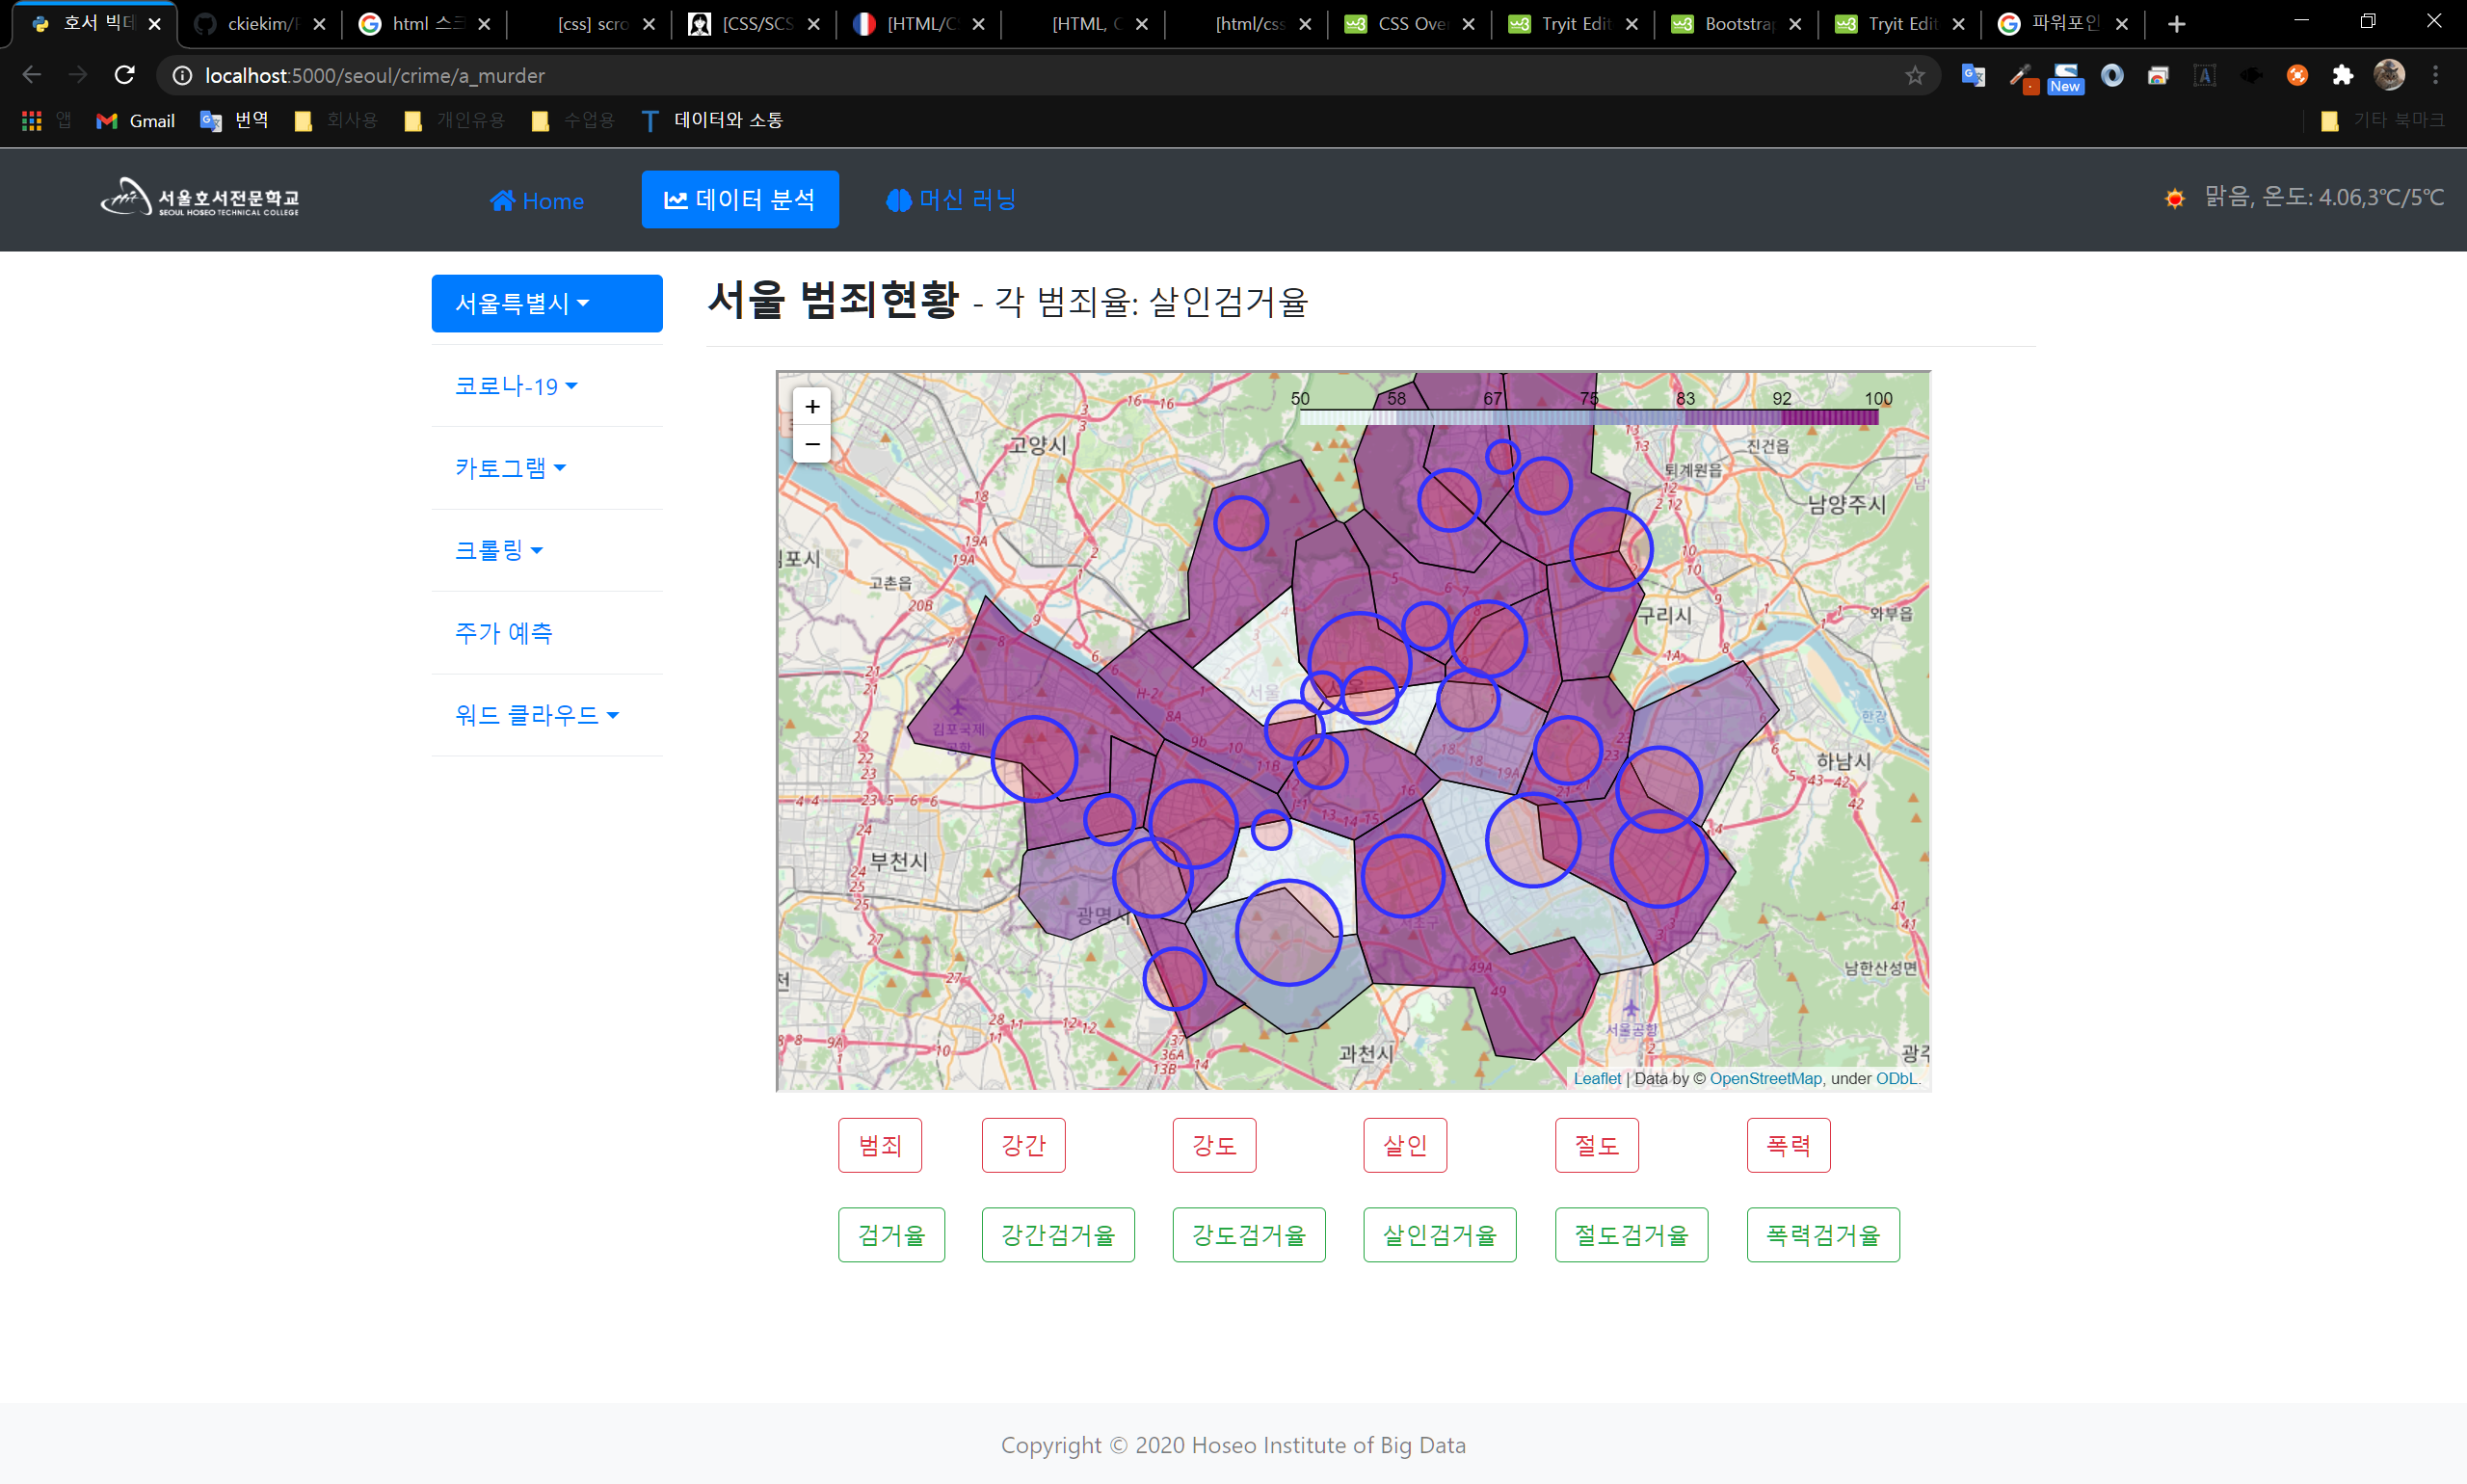 호서 빅데
ckiekim/
html 스크
[css] scro
[CSS/SCS
[HTML/C
[HTML, C
[html/css
CSS Ove
Tryit Edit
Bootstrap
Tryit Edit
파워포인
localhost:5000/seoul/crime/a_murder
New
앱
Gmail
번역
회사용
개인유용
수업용
데이터와 소통
기타 북마크
서울호서전문학교
SEOUL HOSEO TECHNICAL COLLEGE
Home
데이터 분석
머신 러닝
맑음, 온도: 4.06,3℃/5℃
서울특별시
코로나-19
카토그램
크롤링
주가 예측
워드 클라우드
서울 범죄현황 - 각 범죄율: 살인검거율
+
−
50 58 67 75 83 92 100
고양시
진건읍
퇴계원읍
남양주시
김포시
고촌읍
구리시
와부읍
서울
서울
김포국제공항
한강
하남시
부천시
광명시
서초구
남한산성면
서울공항
과천시
광주
Leaflet | Data by © OpenStreetMap, under ODbL.
범죄 강간 강도 살인 절도 폭력
검거율 강간검거율 강도검거율 살인검거율 절도검거율 폭력검거율
Copyright © 2020 Hoseo Institute of Big Data